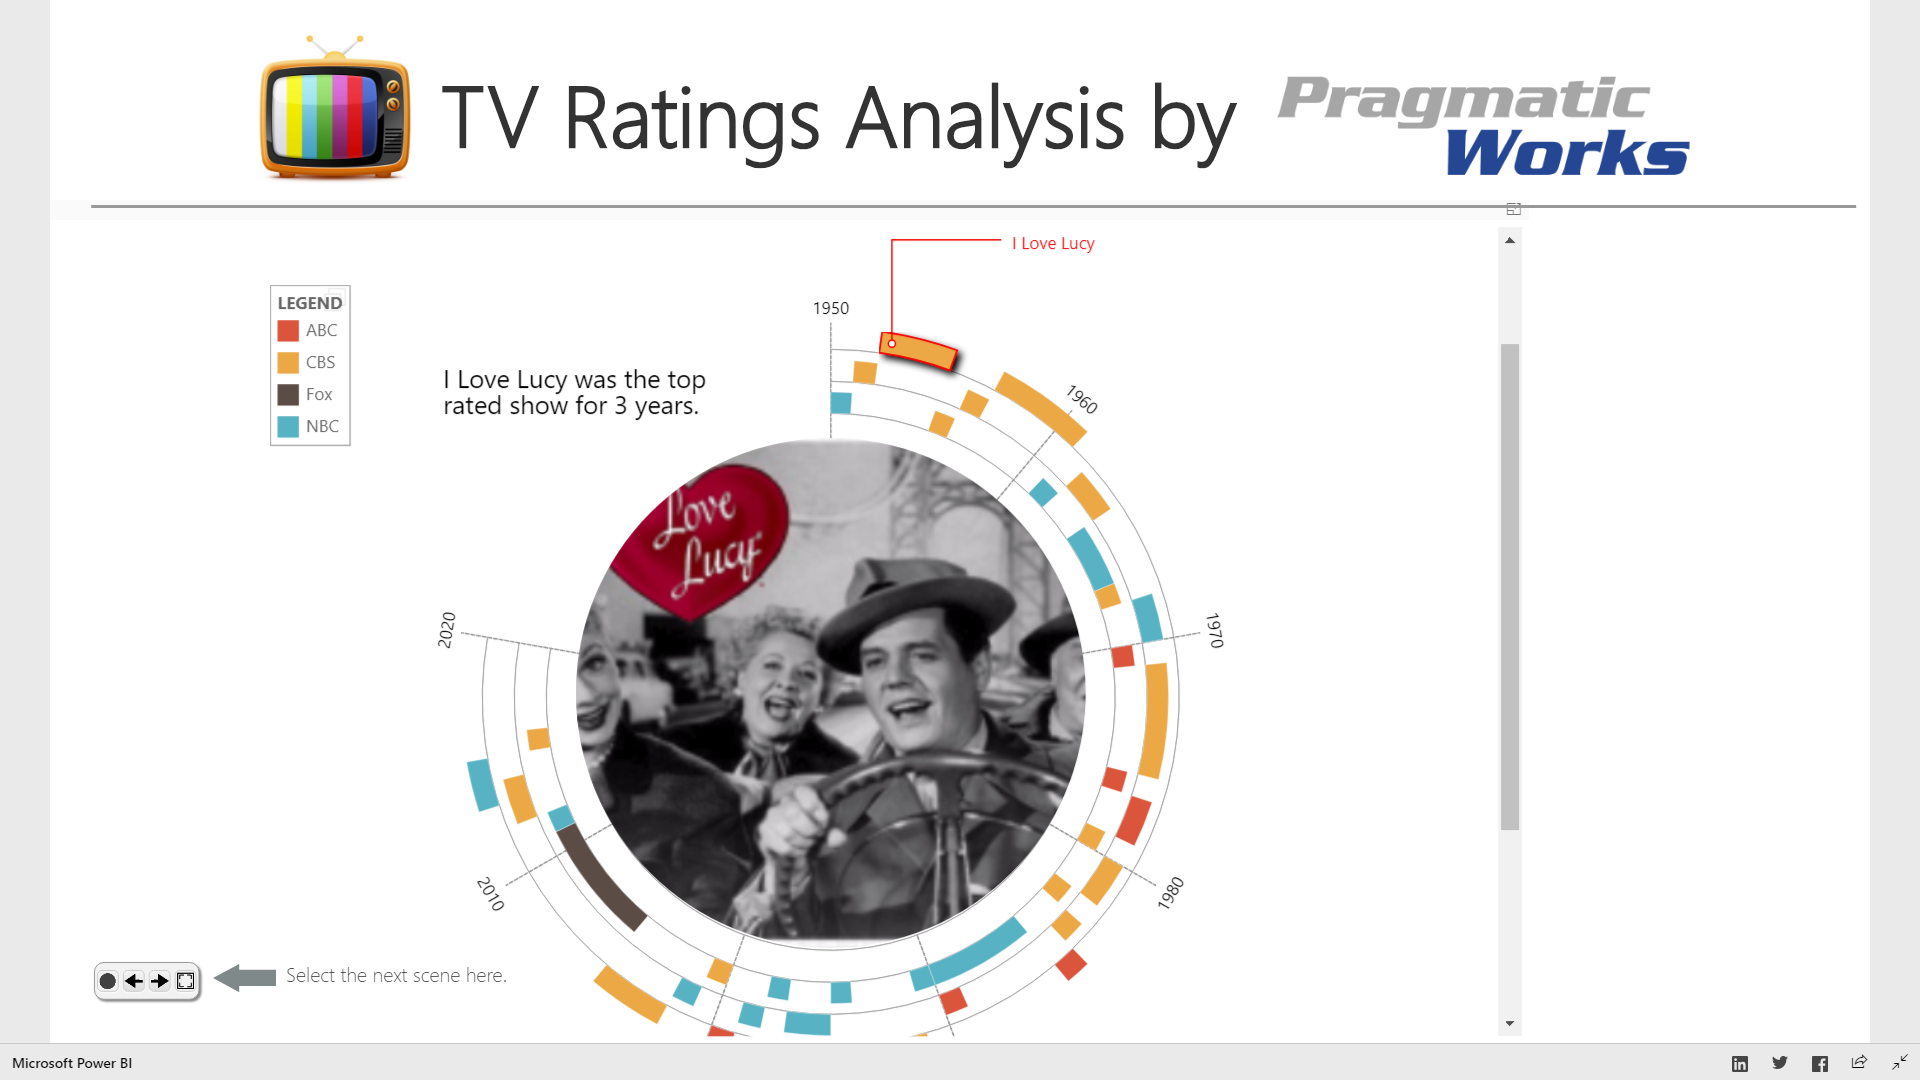 TV Ratings Analysis by
Pragmatic
Works
I Love Lucy
LEGEND
ABC
CBS
Fox
NBC
1950
I Love Lucy was the top
rated show for 3 years.
1960
Love
Lucy
2020
1970
2010
1980
Select the next scene here.
Microsoft Power BI